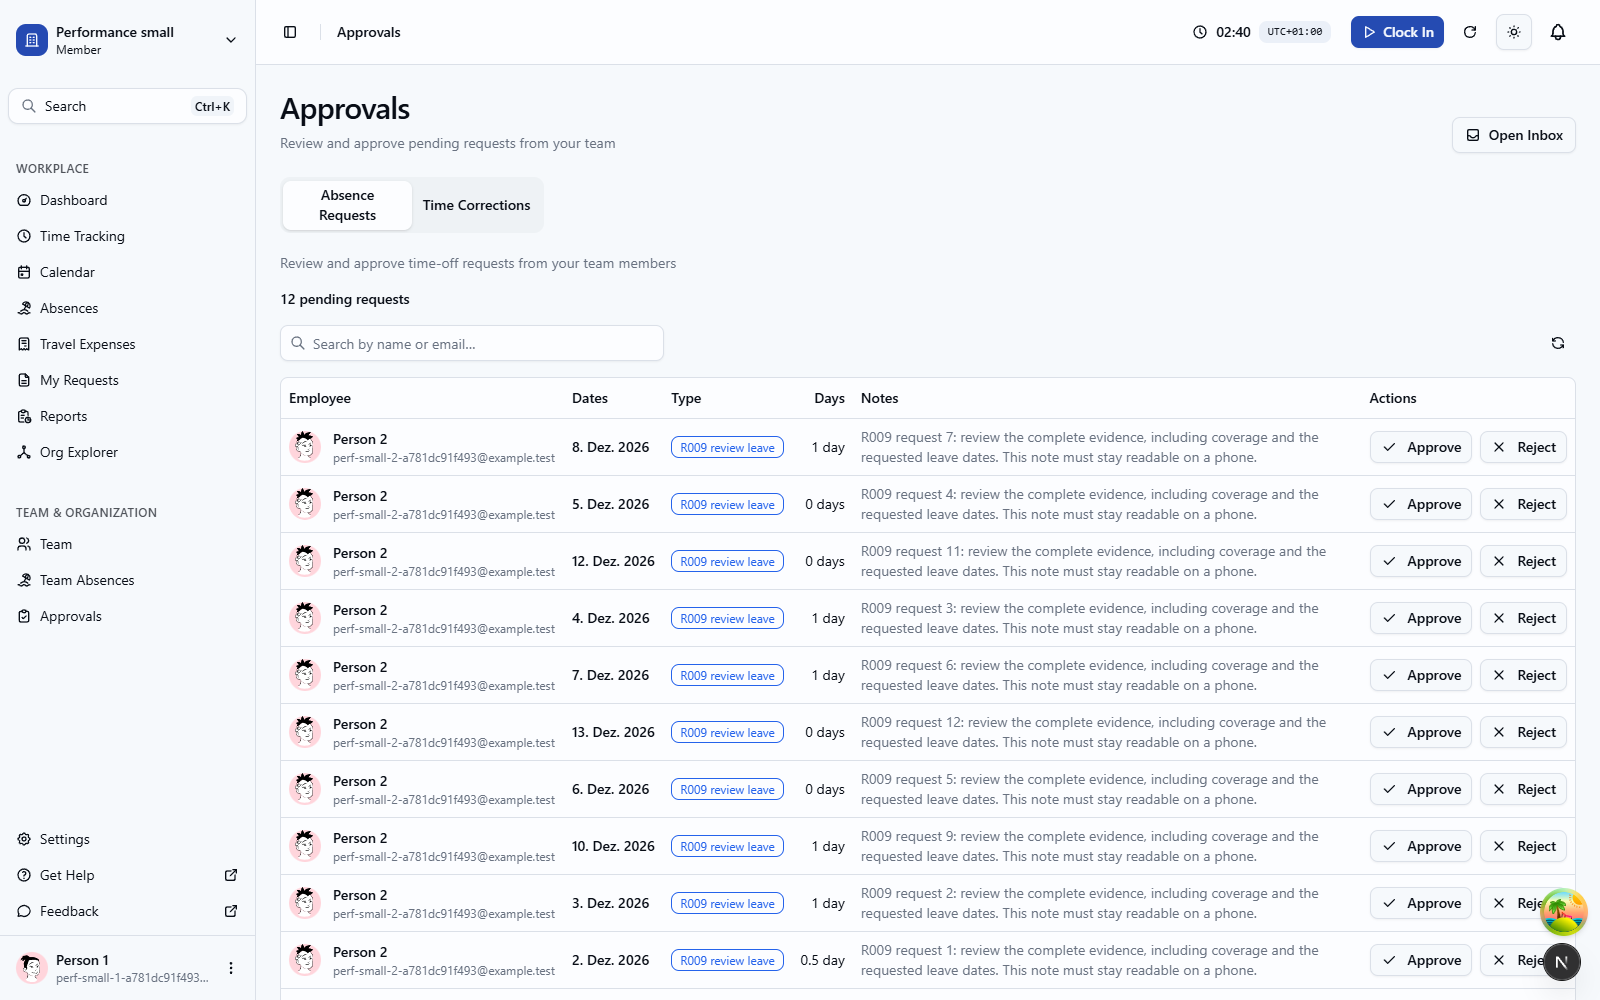 Performance small
Member
Search
Ctrl+K
WORKPLACE
Dashboard
Time Tracking
Calendar
Absences
Travel Expenses
My Requests
Reports
Org Explorer
TEAM & ORGANIZATION
Team
Team Absences
Approvals
Settings
Get Help
Feedback
Person 1
perf-small-1-a781dc91f493...
Approvals
02:40
UTC+01:00
Clock In
Approvals
Review and approve pending requests from your team
Open Inbox
Absence
Requests
Time Corrections
Review and approve time-off requests from your team members
12 pending requests
Search by name or email...
Employee Dates Type Days Notes Actions
Person 2
perf-small-2-a781dc91f493@example.test
8. Dez. 2026
R009 review leave
1 day
R009 request 7: review the complete evidence, including coverage and the
requested leave dates. This note must stay readable on a phone.
Approve
Reject
Person 2
perf-small-2-a781dc91f493@example.test
5. Dez. 2026
R009 review leave
0 days
R009 request 4: review the complete evidence, including coverage and the
requested leave dates. This note must stay readable on a phone.
Approve
Reject
Person 2
perf-small-2-a781dc91f493@example.test
12. Dez. 2026
R009 review leave
0 days
R009 request 11: review the complete evidence, including coverage and the
requested leave dates. This note must stay readable on a phone.
Approve
Reject
Person 2
perf-small-2-a781dc91f493@example.test
4. Dez. 2026
R009 review leave
1 day
R009 request 3: review the complete evidence, including coverage and the
requested leave dates. This note must stay readable on a phone.
Approve
Reject
Person 2
perf-small-2-a781dc91f493@example.test
7. Dez. 2026
R009 review leave
1 day
R009 request 6: review the complete evidence, including coverage and the
requested leave dates. This note must stay readable on a phone.
Approve
Reject
Person 2
perf-small-2-a781dc91f493@example.test
13. Dez. 2026
R009 review leave
0 days
R009 request 12: review the complete evidence, including coverage and the
requested leave dates. This note must stay readable on a phone.
Approve
Reject
Person 2
perf-small-2-a781dc91f493@example.test
6. Dez. 2026
R009 review leave
0 days
R009 request 5: review the complete evidence, including coverage and the
requested leave dates. This note must stay readable on a phone.
Approve
Reject
Person 2
perf-small-2-a781dc91f493@example.test
10. Dez. 2026
R009 review leave
1 day
R009 request 9: review the complete evidence, including coverage and the
requested leave dates. This note must stay readable on a phone.
Approve
Reject
Person 2
perf-small-2-a781dc91f493@example.test
3. Dez. 2026
R009 review leave
1 day
R009 request 2: review the complete evidence, including coverage and the
requested leave dates. This note must stay readable on a phone.
Approve
Person 2
perf-small-2-a781dc91f493@example.test
2. Dez. 2026
R009 review leave
0.5 day
R009 request 1: review the complete evidence, including coverage and the
requested leave dates. This note must stay readable on a phone.
Approve
N